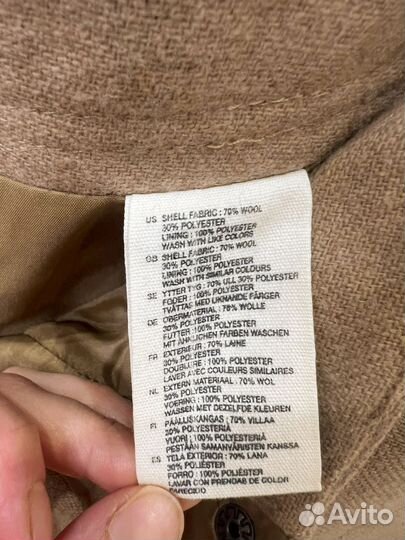 US SHELL FABRIC : 70% WOOL
30% POLYESTER
LINING : 100% POLYESTER
WASH WITH LIKE COLORS
GB SHELL FABRIC : 70% WOOL
30% POLYESTER
LINING : 100% POLYESTER
WASH WITH SIMILAR COLOURS
SE YTTER TYG : 70% ULL 30% POLYESTER
FODER : 100% POLYESTER
TVÄTTAS MED LIKNANDE FÄRGER
DE OBERMATERIAL : 70% WOLLE
30% POLYESTER
FUTTER : 100% POLYESTER
MIT ÄHNLICHEN FARBEN WASCHEN
FR EXTERIEUR : 70% LAINE
30% POLYESTER
DOUBLURE : 100% POLYESTER
LAVER AVEC COULEURS SIMILAIRES
NL EXTERN MATERIAAL : 70% WOL
30% POLYESTER
VOERING : 100% POLYESTER
WASSEN MET DEZELFDE KLEUREN
FI PÄÄLUSKANGAS : 70% VILLAA
30% POLYESTERIÄ
VUORI : 100% POLYESTERIÄ
PESTÄÄN SAMANVÄRISTEN KANSSA
ES TELA EXTERIOR : 70% LANA
30% POLIÉSTER
FORRO : 100% POLIÉSTER
LAVAR CON PRENDAS DE COLOR
PARECIDO
Avito